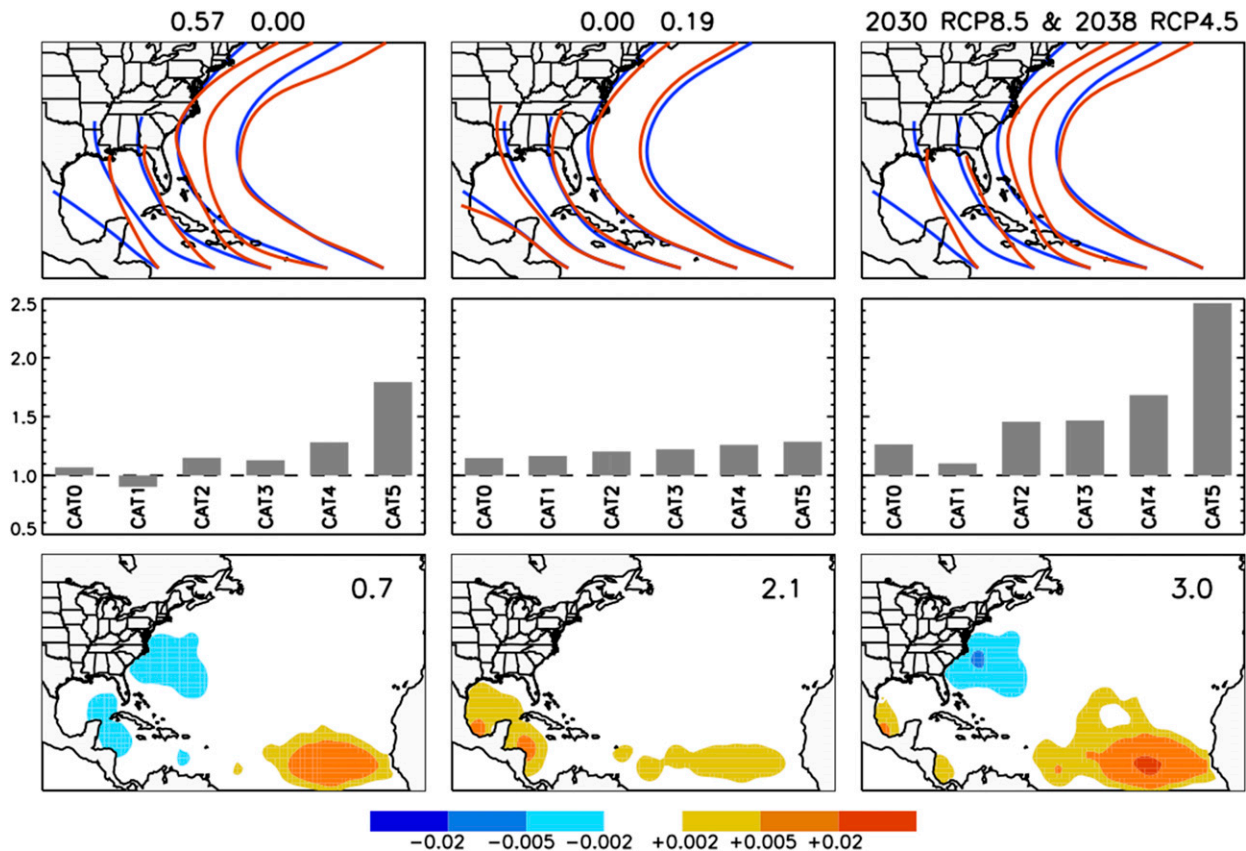 0.57 0.00
0.00 0.19
2030 RCP8.5 & 2038 RCP4.5
2.5
2.0
1.5
1.0
0.5
CAT0
CAT1
CAT2
CAT3
CAT4
CAT5
CAT0
CAT1
CAT2
CAT3
CAT4
CAT5
CAT0
CAT1
CAT2
CAT3
CAT4
CAT5
0.7
2.1
3.0
−0.02 −0.005 −0.002 +0.002 +0.005 +0.02